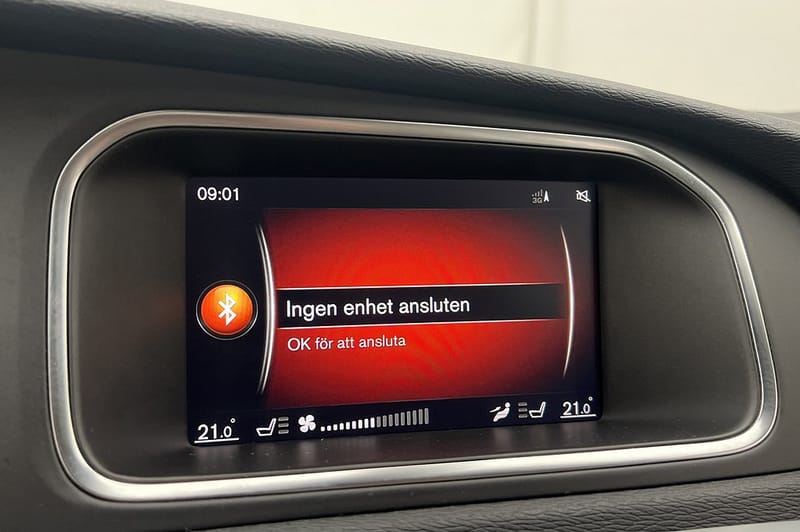 09:01
3G
Ingen enhet ansluten
OK för att ansluta
21.0°
21.0°